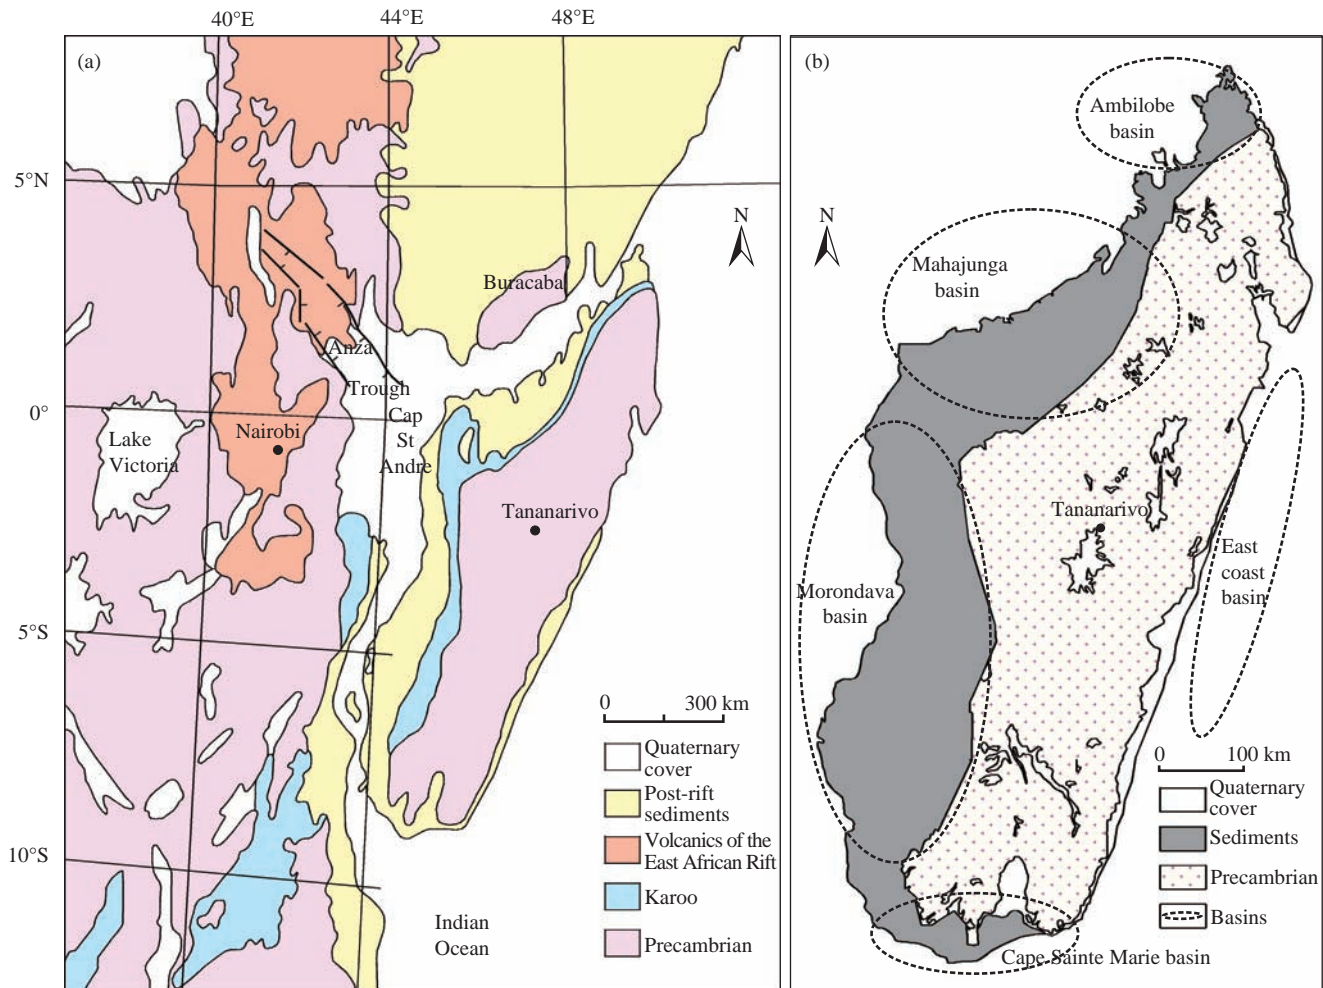 40°E
44°E
48°E
(a)
5°N
N
Buracaba
Anza
Trough
0°
Cap
St
Andre
Nairobi
Lake
Victoria
Tananarivo
5°S
0
300 km
Quaternary
cover
Post-rift
sediments
Volcanics of the
East African Rift
10°S
Karoo
Indian
Ocean
Precambrian
(b)
Ambilobe
basin
N
Mahajunga
basin
Tananarivo
East
coast
basin
Morondava
basin
0
100 km
Quaternary
cover
Sediments
Precambrian
Basins
Cape Sainte Marie basin